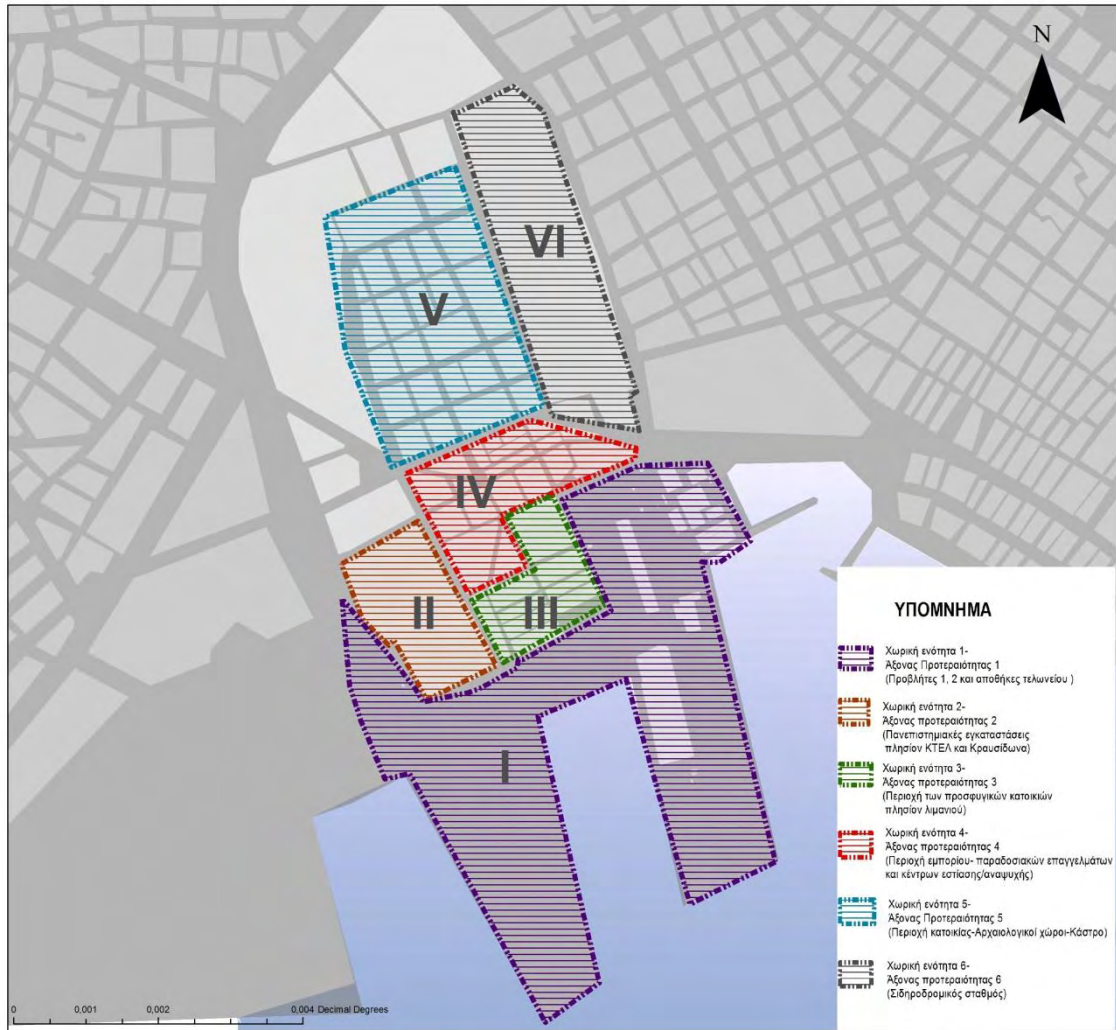 N
VI
V
IV
II
III
I
ΥΠΟΜΝΗΜΑ
Χωρική ενότητα 1-
Άξονας Προτεραιότητας 1
(Προβλήτες 1, 2 και αποθήκες τελωνείου )
Χωρική ενότητα 2-
Άξονας προτεραιότητας 2
(Πανεπιστημιακές εγκαταστάσεις
πλησίον ΚΤΕΛ και Κραυσίδωνα)
Χωρική ενότητα 3-
Άξονας προτεραιότητας 3
(Περιοχή των προσφυγικών κατοικιών
πλησίον λιμανιού)
Χωρική ενότητα 4-
Άξονας προτεραιότητας 4
(Περιοχή εμπορίου- παραδοσιακών επαγγελμάτων
και κέντρων εστίασης/αναψυχής)
Χωρική ενότητα 5-
Άξονας Προτεραιότητας 5
(Περιοχή κατοικίας-Αρχαιολογικοί χώροι-Κάστρο)
Χωρική ενότητα 6-
Άξονας προτεραιότητας 6
(Σιδηροδρομικός σταθμός)
0 0,001 0,002 0,004 Decimal Degrees